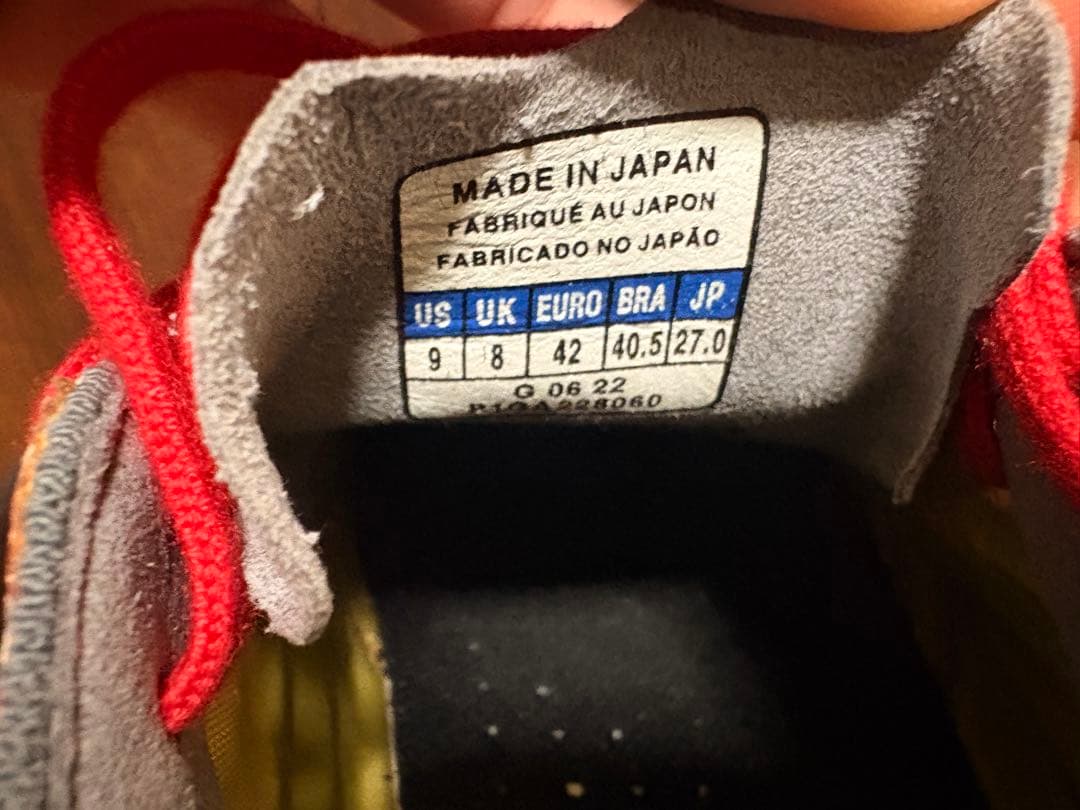 MADE IN JAPAN
FABRIQUÉ AU JAPON
FABRICADO NO JAPÃO
US UK EURO BRA JP
9 8 42 40.5 27.0
G 06 22
P1GA228060